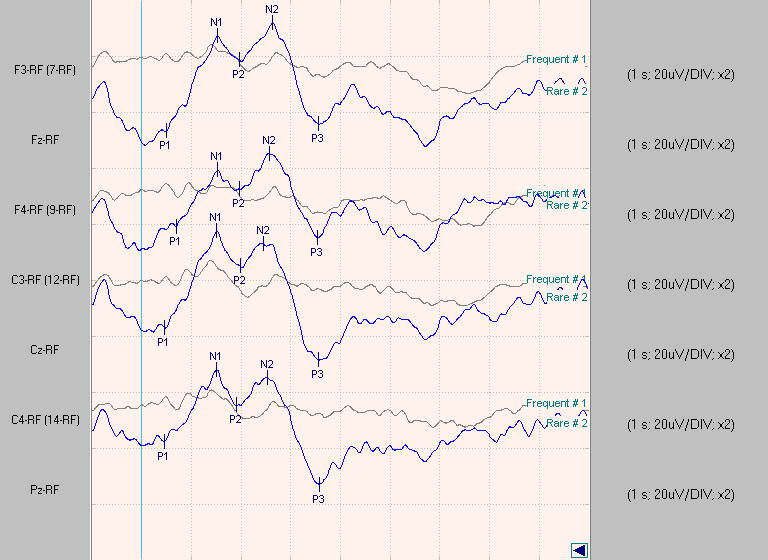 N1 N2
F3-RF (7-RF) P2 Frequent # 1 (1 s; 20uV/DIV; x2)
Rare # 2
Fz-RF P1 P3 (1 s; 20uV/DIV; x2)
N1 N2
F4-RF (9-RF) P2 Frequent # 1 (1 s; 20uV/DIV; x2)
Rare # 2
P1 P3
N1 N2
C3-RF (12-RF) P2 Frequent # 1 (1 s; 20uV/DIV; x2)
Rare # 2
Cz-RF P1 N1 N2 P3 (1 s; 20uV/DIV; x2)
C4-RF (14-RF) P2 Frequent # 1 (1 s; 20uV/DIV; x2)
Rare # 2
P1
Pz-RF P3 (1 s; 20uV/DIV; x2)